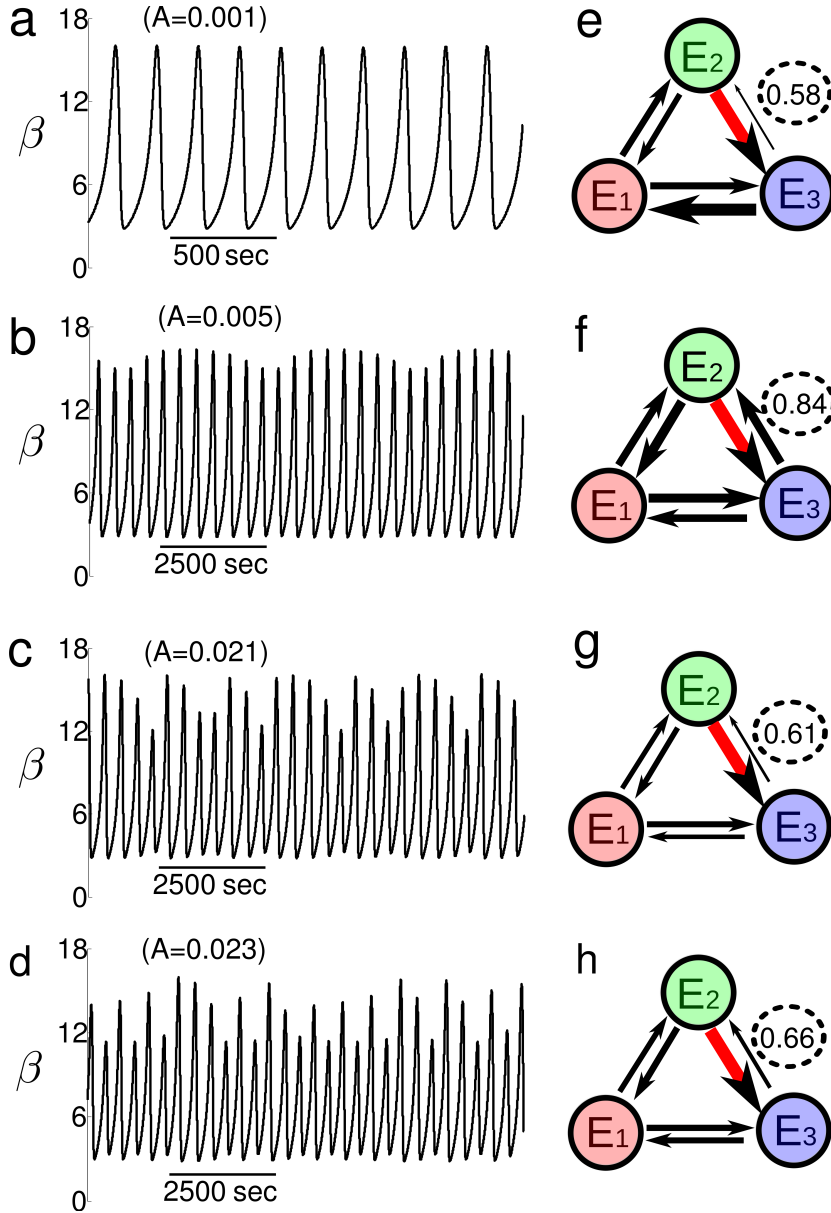 a
18
(A=0.001)
12
β
6
0
500 sec
e
E2
0.58
E1
E3
b
18
(A=0.005)
12
β
6
0
2500 sec
f
E2
0.84
E1
E3
c
18
(A=0.021)
12
β
6
0
2500 sec
g
E2
0.61
E1
E3
d
18
(A=0.023)
12
β
6
0
2500 sec
h
E2
0.66
E1
E3